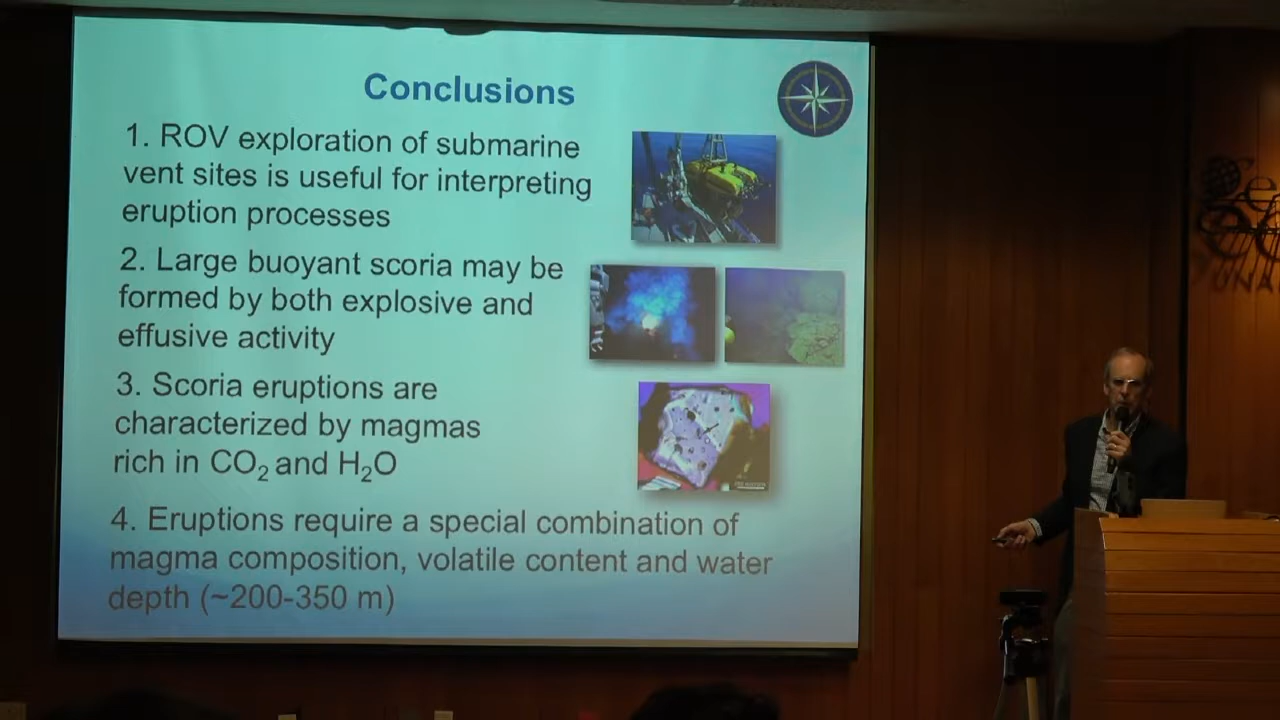 Conclusions
1. ROV exploration of submarine
vent sites is useful for interpreting
eruption processes
2. Large buoyant scoria may be
formed by both explosive and
effusive activity
3. Scoria eruptions are
characterized by magmas
rich in CO₂ and H₂O
4. Eruptions require a special combination of
magma composition, volatile content and water
depth (~200-350 m)
UNA